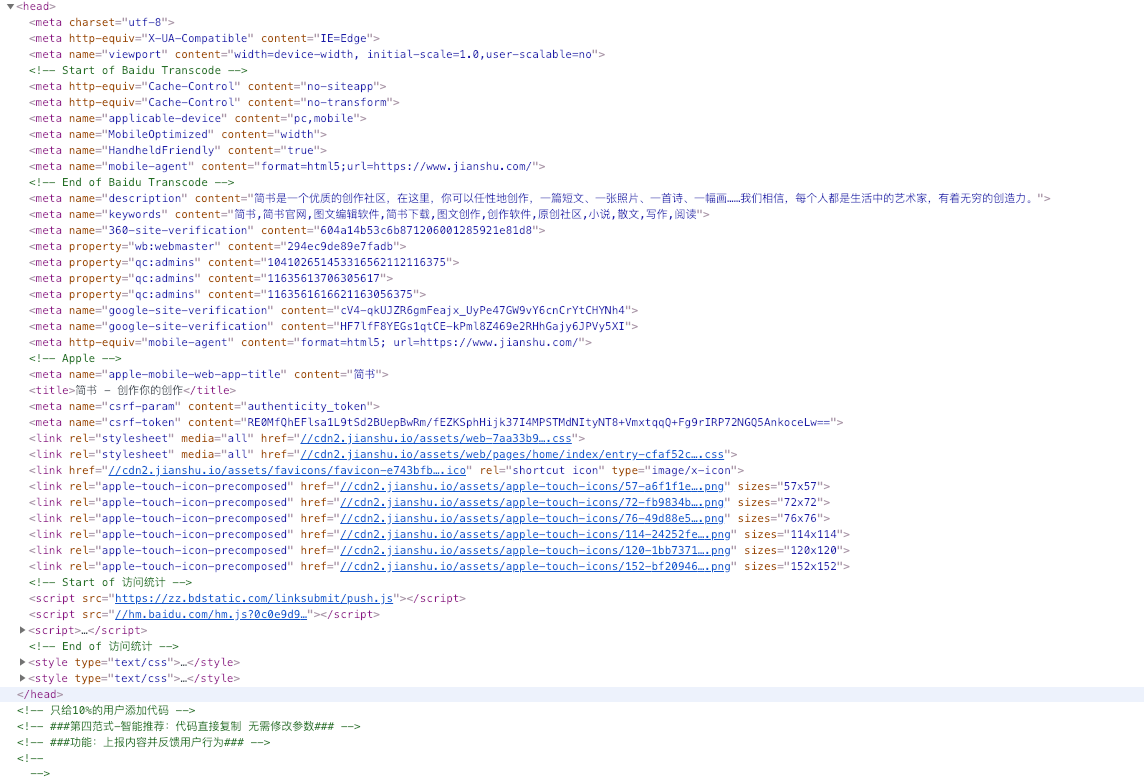 ▼<head>
<meta charset="utf-8">
<meta http-equiv="X-UA-Compatible" content="IE=Edge">
<meta name="viewport" content="width=device-width, initial-scale=1.0,user-scalable=no">
<!-- Start of Baidu Transcode -->
<meta http-equiv="Cache-Control" content="no-siteapp">
<meta http-equiv="Cache-Control" content="no-transform">
<meta name="applicable-device" content="pc,mobile">
<meta name="MobileOptimized" content="width">
<meta name="HandheldFriendly" content="true">
<meta name="mobile-agent" content="format=html5;url=https://www.jianshu.com/">
<!-- End of Baidu Transcode -->
<meta name="description" content="简书是一个优质的创作社区，在这里，你可以任性地创作，一篇短文、一张照片、一首诗、一幅画……我们相信，每个人都是生活中的艺术家，有着无穷的创造力。">
<meta name="keywords" content="简书,简书官网,图文编辑软件,简书下载,图文创作,创作软件,原创社区,小说,散文,写作,阅读">
<meta name="360-site-verification" content="604a14b53c6b871206001285921e81d8">
<meta property="wb:webmaster" content="294ec9de89e7fadb">
<meta property="qc:admins" content="104102651453316562112116375">
<meta property="qc:admins" content="11635613706305617">
<meta property="qc:admins" content="1163561616621163056375">
<meta name="google-site-verification" content="cV4-qkUJZR6gmFeajx_UyPe47GW9vY6cnCrYtCHYNh4">
<meta name="google-site-verification" content="HF7lfF8YEGs1qtCE-kPml8Z469e2RHhGajy6JPVy5XI">
<meta http-equiv="mobile-agent" content="format=html5; url=https://www.jianshu.com/">
<!-- Apple -->
<meta name="apple-mobile-web-app-title" content="简书">
<title>简书 - 创作你的创作</title>
<meta name="csrf-param" content="authenticity_token">
<meta name="csrf-token" content="RE0MfQhEFlsa1L9tSd2BUepBwRm/fEZKSphHijk37I4MPSTMdNItyNT8+VmxtqqQ+Fg9rIRP72NGQ5AnkoceLw==">
<link rel="stylesheet" media="all" href="//cdn2.jianshu.io/assets/web-7aa33b9….css">
<link rel="stylesheet" media="all" href="//cdn2.jianshu.io/assets/web/pages/home/index/entry-cfaf52c….css">
<link href="//cdn2.jianshu.io/assets/favicons/favicon-e743bfb….ico" rel="shortcut icon" type="image/x-icon">
<link rel="apple-touch-icon-precomposed" href="//cdn2.jianshu.io/assets/apple-touch-icons/57-a6f1f1e….png" sizes="57x57">
<link rel="apple-touch-icon-precomposed" href="//cdn2.jianshu.io/assets/apple-touch-icons/72-fb9834b….png" sizes="72x72">
<link rel="apple-touch-icon-precomposed" href="//cdn2.jianshu.io/assets/apple-touch-icons/76-49d88e5….png" sizes="76x76">
<link rel="apple-touch-icon-precomposed" href="//cdn2.jianshu.io/assets/apple-touch-icons/114-24252fe….png" sizes="114x114">
<link rel="apple-touch-icon-precomposed" href="//cdn2.jianshu.io/assets/apple-touch-icons/120-1bb7371….png" sizes="120x120">
<link rel="apple-touch-icon-precomposed" href="//cdn2.jianshu.io/assets/apple-touch-icons/152-bf20946….png" sizes="152x152">
<!-- Start of 访问统计 -->
<script src="https://zz.bdstatic.com/linksubmit/push.js"></script>
<script src="//hm.baidu.com/hm.js?0c0e9d9…"></script>
▶<script>…</script>
<!-- End of 访问统计 -->
▶<style type="text/css">…</style>
▶<style type="text/css">…</style>
</head>
<!-- 只给10%的用户添加代码 -->
<!-- ###第四范式-智能推荐：代码直接复制 无需修改参数### -->
<!-- ###功能：上报内容并反馈用户行为### -->
<!--
-->